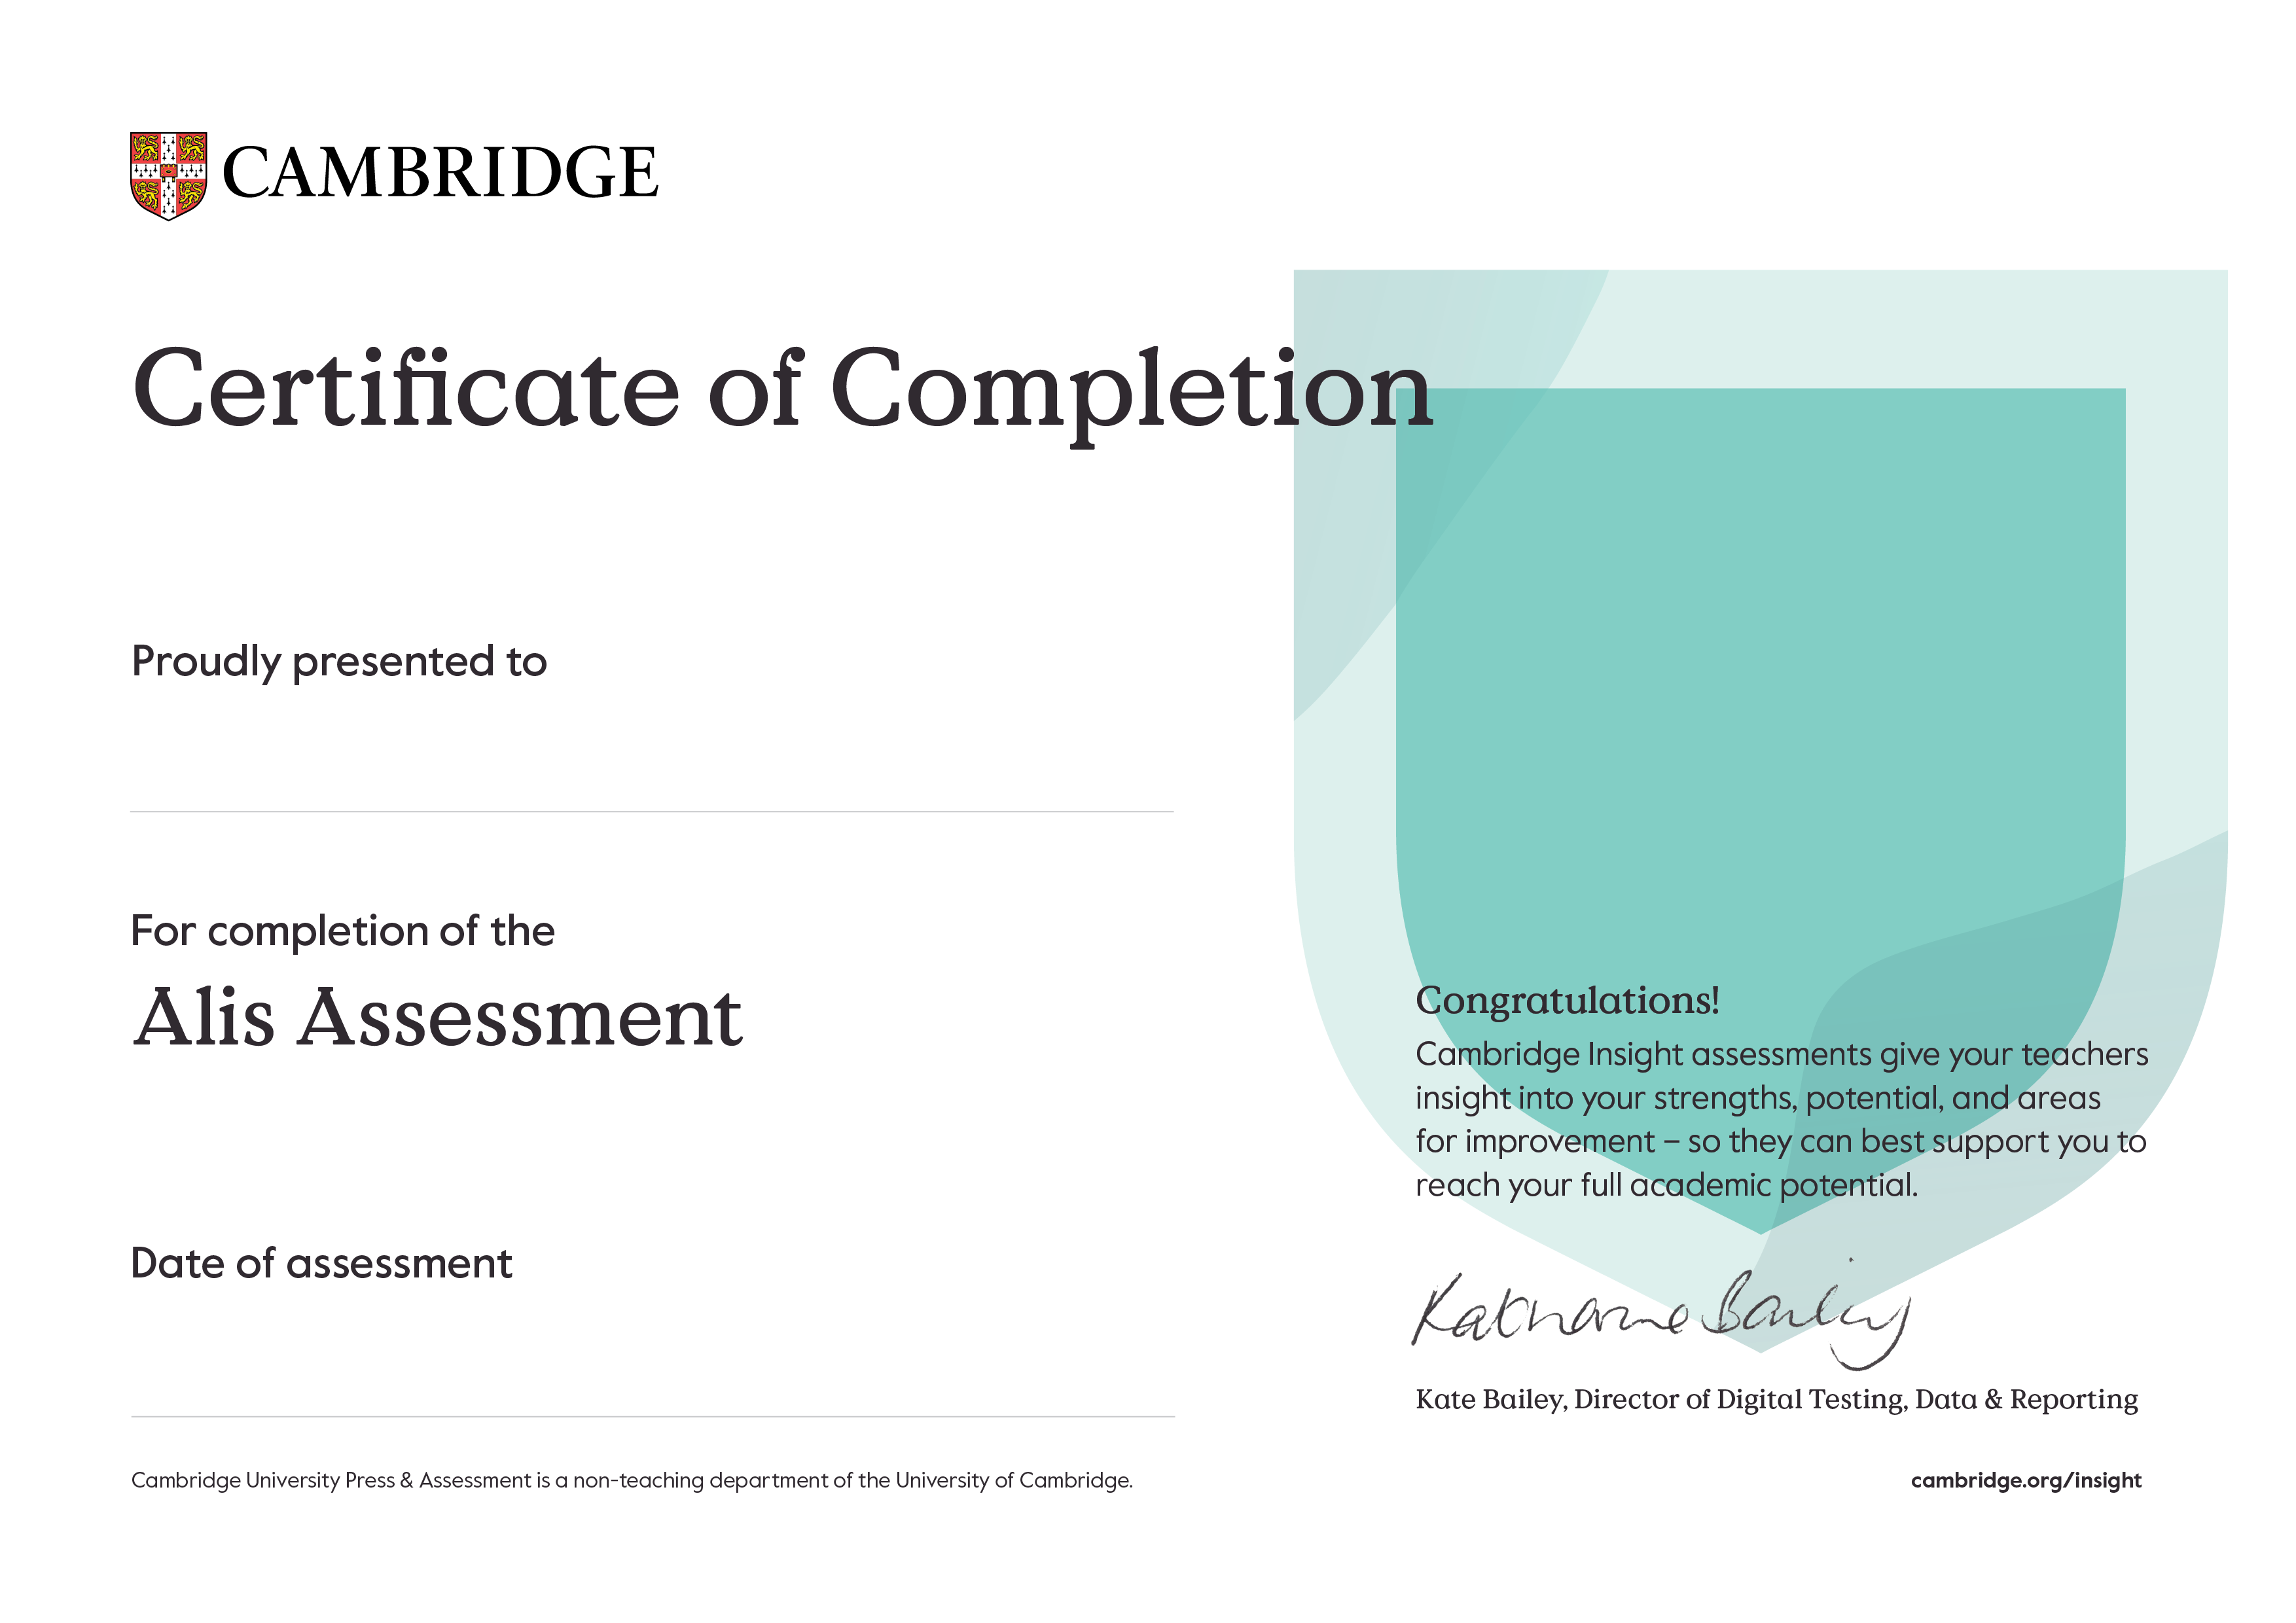 CAMBRIDGE
Certificate of Completion
Proudly presented to
For completion of the
Alis Assessment
Date of assessment
Congratulations!
Cambridge Insight assessments give your teachers
insight into your strengths, potential, and areas
for improvement – so they can best support you to
reach your full academic potential.
Katharine Bailey
Kate Bailey, Director of Digital Testing, Data & Reporting
Cambridge University Press & Assessment is a non-teaching department of the University of Cambridge.
cambridge.org/insight